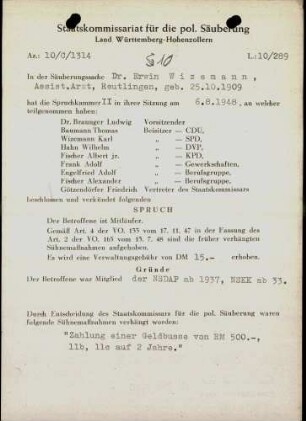 Staatskommissariat für die pol. Säuberung
Land Württemberg-Hohenzollern
Nr.: 10/C/1314
L:10/289
In der Säuberungssache Dr. Erwin Wizemann,
Assist.Arzt, Reutlingen, geb. 25.10.1909
hat die Spruchkammer II in ihrer Sitzung am 6.8.1948, an welcher
teilgenommen haben:
Dr. Brauнger Ludwig Vorsitzender
Baumann Thomas Beisitzer — CDU,
Wizemann Karl „ — SPD,
Hahn Wilhelm „ — DVP,
Fischer Albert jr. „ — KPD,
Frank Adolf „ — Gewerkschaften,
Engelfried Adolf „ — Berufsgruppe,
Fischer Alexander „ — Berufsgruppe,
Götzendörfer Friedrich Vertreter des Staatskommissars
beschlossen und verkündet folgenden
SPRUCH
Der Betroffene ist Mitläufer.
Gemäß Art. 4 der VO. 133 vom 17. 11. 47 in der Fassung des
Art. 2 der VO. 165 vom 13. 7. 48 sind die früher verhängten
Sühnemaßnahmen aufgehoben.
Es wird eine Verwaltungsgebühr von DM 15.- erhoben.
Gründe
Der Betroffene war Mitglied der NSDAP ab 1937, NSKK ab 33.
Durch Entscheidung des Staatskommissars für die pol. Säuberung waren
folgende Sühnemaßnahmen verhängt worden:
"Zahlung einer Geldbusse von RM 500.-,
11b, 11c auf 2 Jahre."